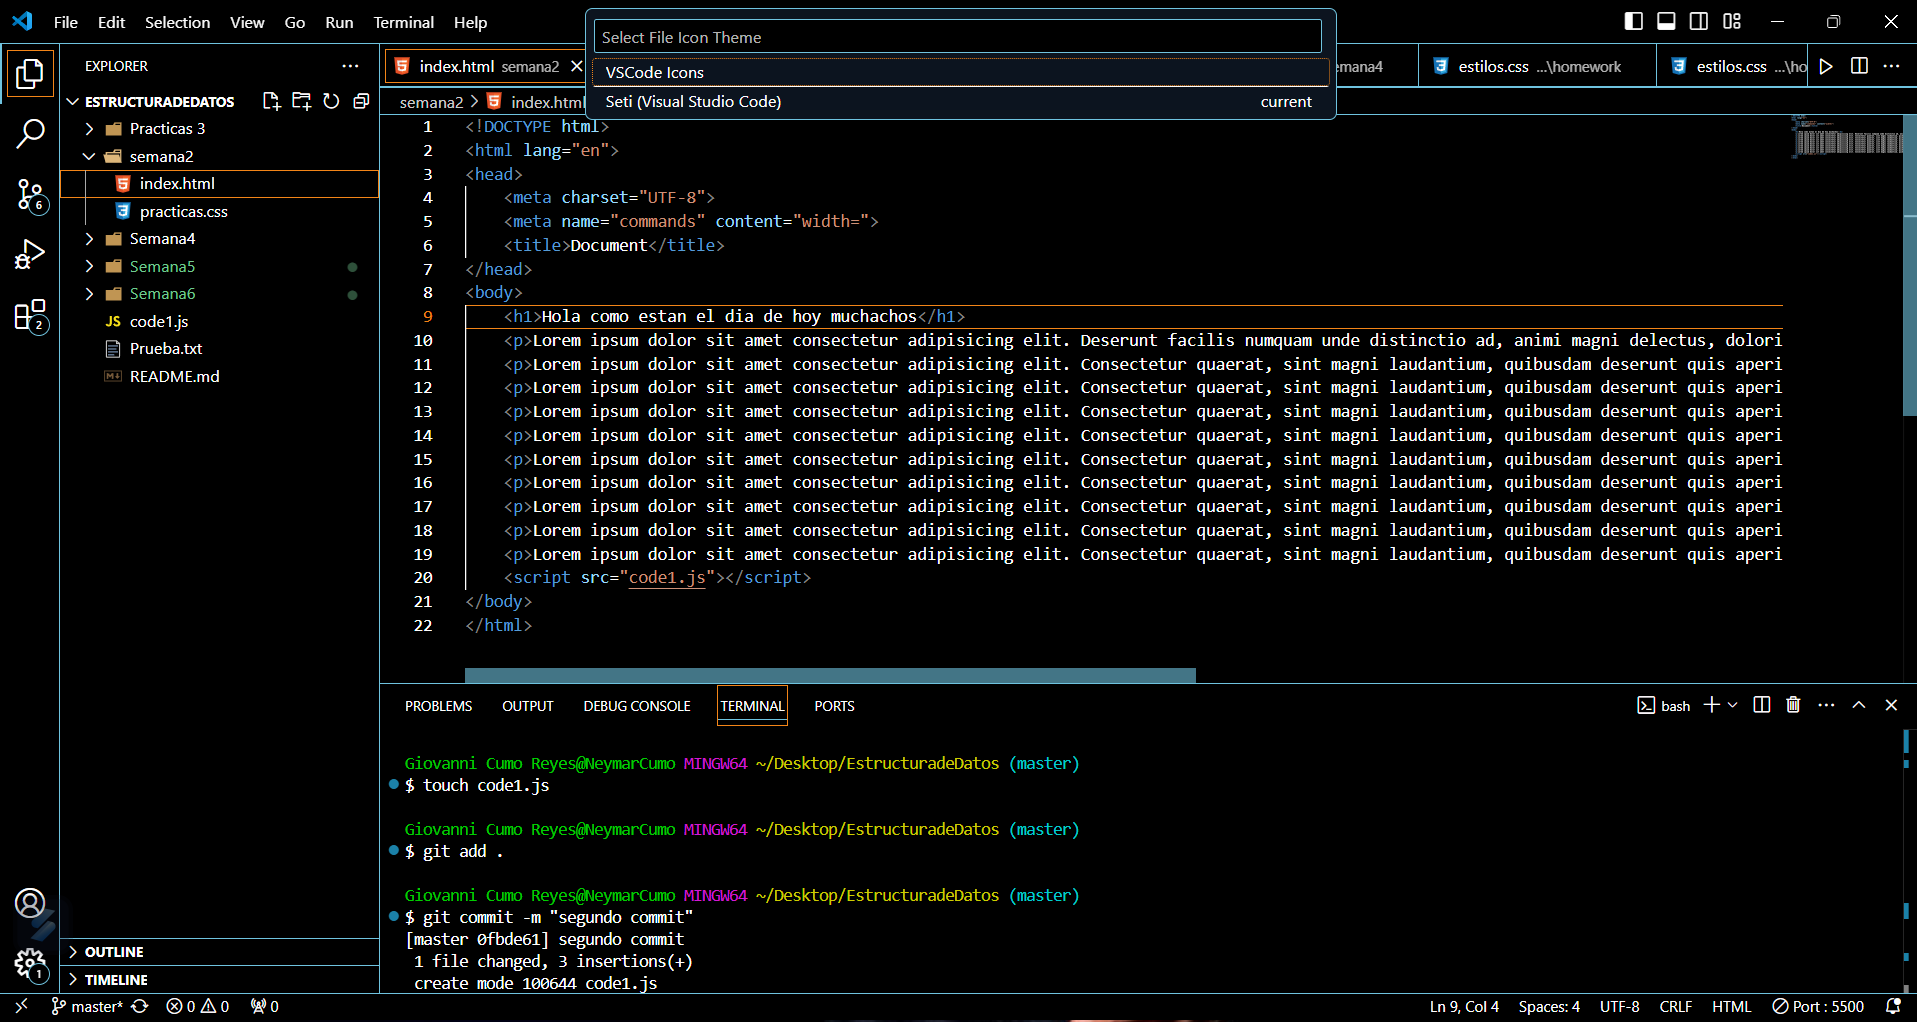 File Edit Selection View Go Run Terminal Help
Select File Icon Theme
VSCode Icons
Seti (Visual Studio Code) current
EXPLORER
ESTRUCTURADEDATOS
Practicas 3
semana2
index.html
practicas.css
Semana4
Semana5
Semana6
JS code1.js
Prueba.txt
README.md
OUTLINE
TIMELINE
6
2
1
index.html semana2
estilos.css ...\homework
estilos.css ...\ho
semana2 > index.html
1 <!DOCTYPE html>
2 <html lang="en">
3 <head>
4 <meta charset="UTF-8">
5 <meta name="commands" content="width=">
6 <title>Document</title>
7 </head>
8 <body>
9 <h1>Hola como estan el dia de hoy muchachos</h1>
10 <p>Lorem ipsum dolor sit amet consectetur adipisicing elit. Deserunt facilis numquam unde distinctio ad, animi magni delectus, dolori
11 <p>Lorem ipsum dolor sit amet consectetur adipisicing elit. Consectetur quaerat, sint magni laudantium, quibusdam deserunt quis aperi
12 <p>Lorem ipsum dolor sit amet consectetur adipisicing elit. Consectetur quaerat, sint magni laudantium, quibusdam deserunt quis aperi
13 <p>Lorem ipsum dolor sit amet consectetur adipisicing elit. Consectetur quaerat, sint magni laudantium, quibusdam deserunt quis aperi
14 <p>Lorem ipsum dolor sit amet consectetur adipisicing elit. Consectetur quaerat, sint magni laudantium, quibusdam deserunt quis aperi
15 <p>Lorem ipsum dolor sit amet consectetur adipisicing elit. Consectetur quaerat, sint magni laudantium, quibusdam deserunt quis aperi
16 <p>Lorem ipsum dolor sit amet consectetur adipisicing elit. Consectetur quaerat, sint magni laudantium, quibusdam deserunt quis aperi
17 <p>Lorem ipsum dolor sit amet consectetur adipisicing elit. Consectetur quaerat, sint magni laudantium, quibusdam deserunt quis aperi
18 <p>Lorem ipsum dolor sit amet consectetur adipisicing elit. Consectetur quaerat, sint magni laudantium, quibusdam deserunt quis aperi
19 <p>Lorem ipsum dolor sit amet consectetur adipisicing elit. Consectetur quaerat, sint magni laudantium, quibusdam deserunt quis aperi
20 <script src="code1.js"></script>
21 </body>
22 </html>
PROBLEMS OUTPUT DEBUG CONSOLE TERMINAL PORTS bash
Giovanni Cumo Reyes@NeymarCumo MINGW64 ~/Desktop/EstructuradeDatos (master)
$ touch code1.js
Giovanni Cumo Reyes@NeymarCumo MINGW64 ~/Desktop/EstructuradeDatos (master)
$ git add .
Giovanni Cumo Reyes@NeymarCumo MINGW64 ~/Desktop/EstructuradeDatos (master)
$ git commit -m "segundo commit"
[master 0fbde61] segundo commit
1 file changed, 3 insertions(+)
create mode 100644 code1.js
master* 0 0 0 Ln 9, Col 4 Spaces: 4 UTF-8 CRLF HTML Port : 5500